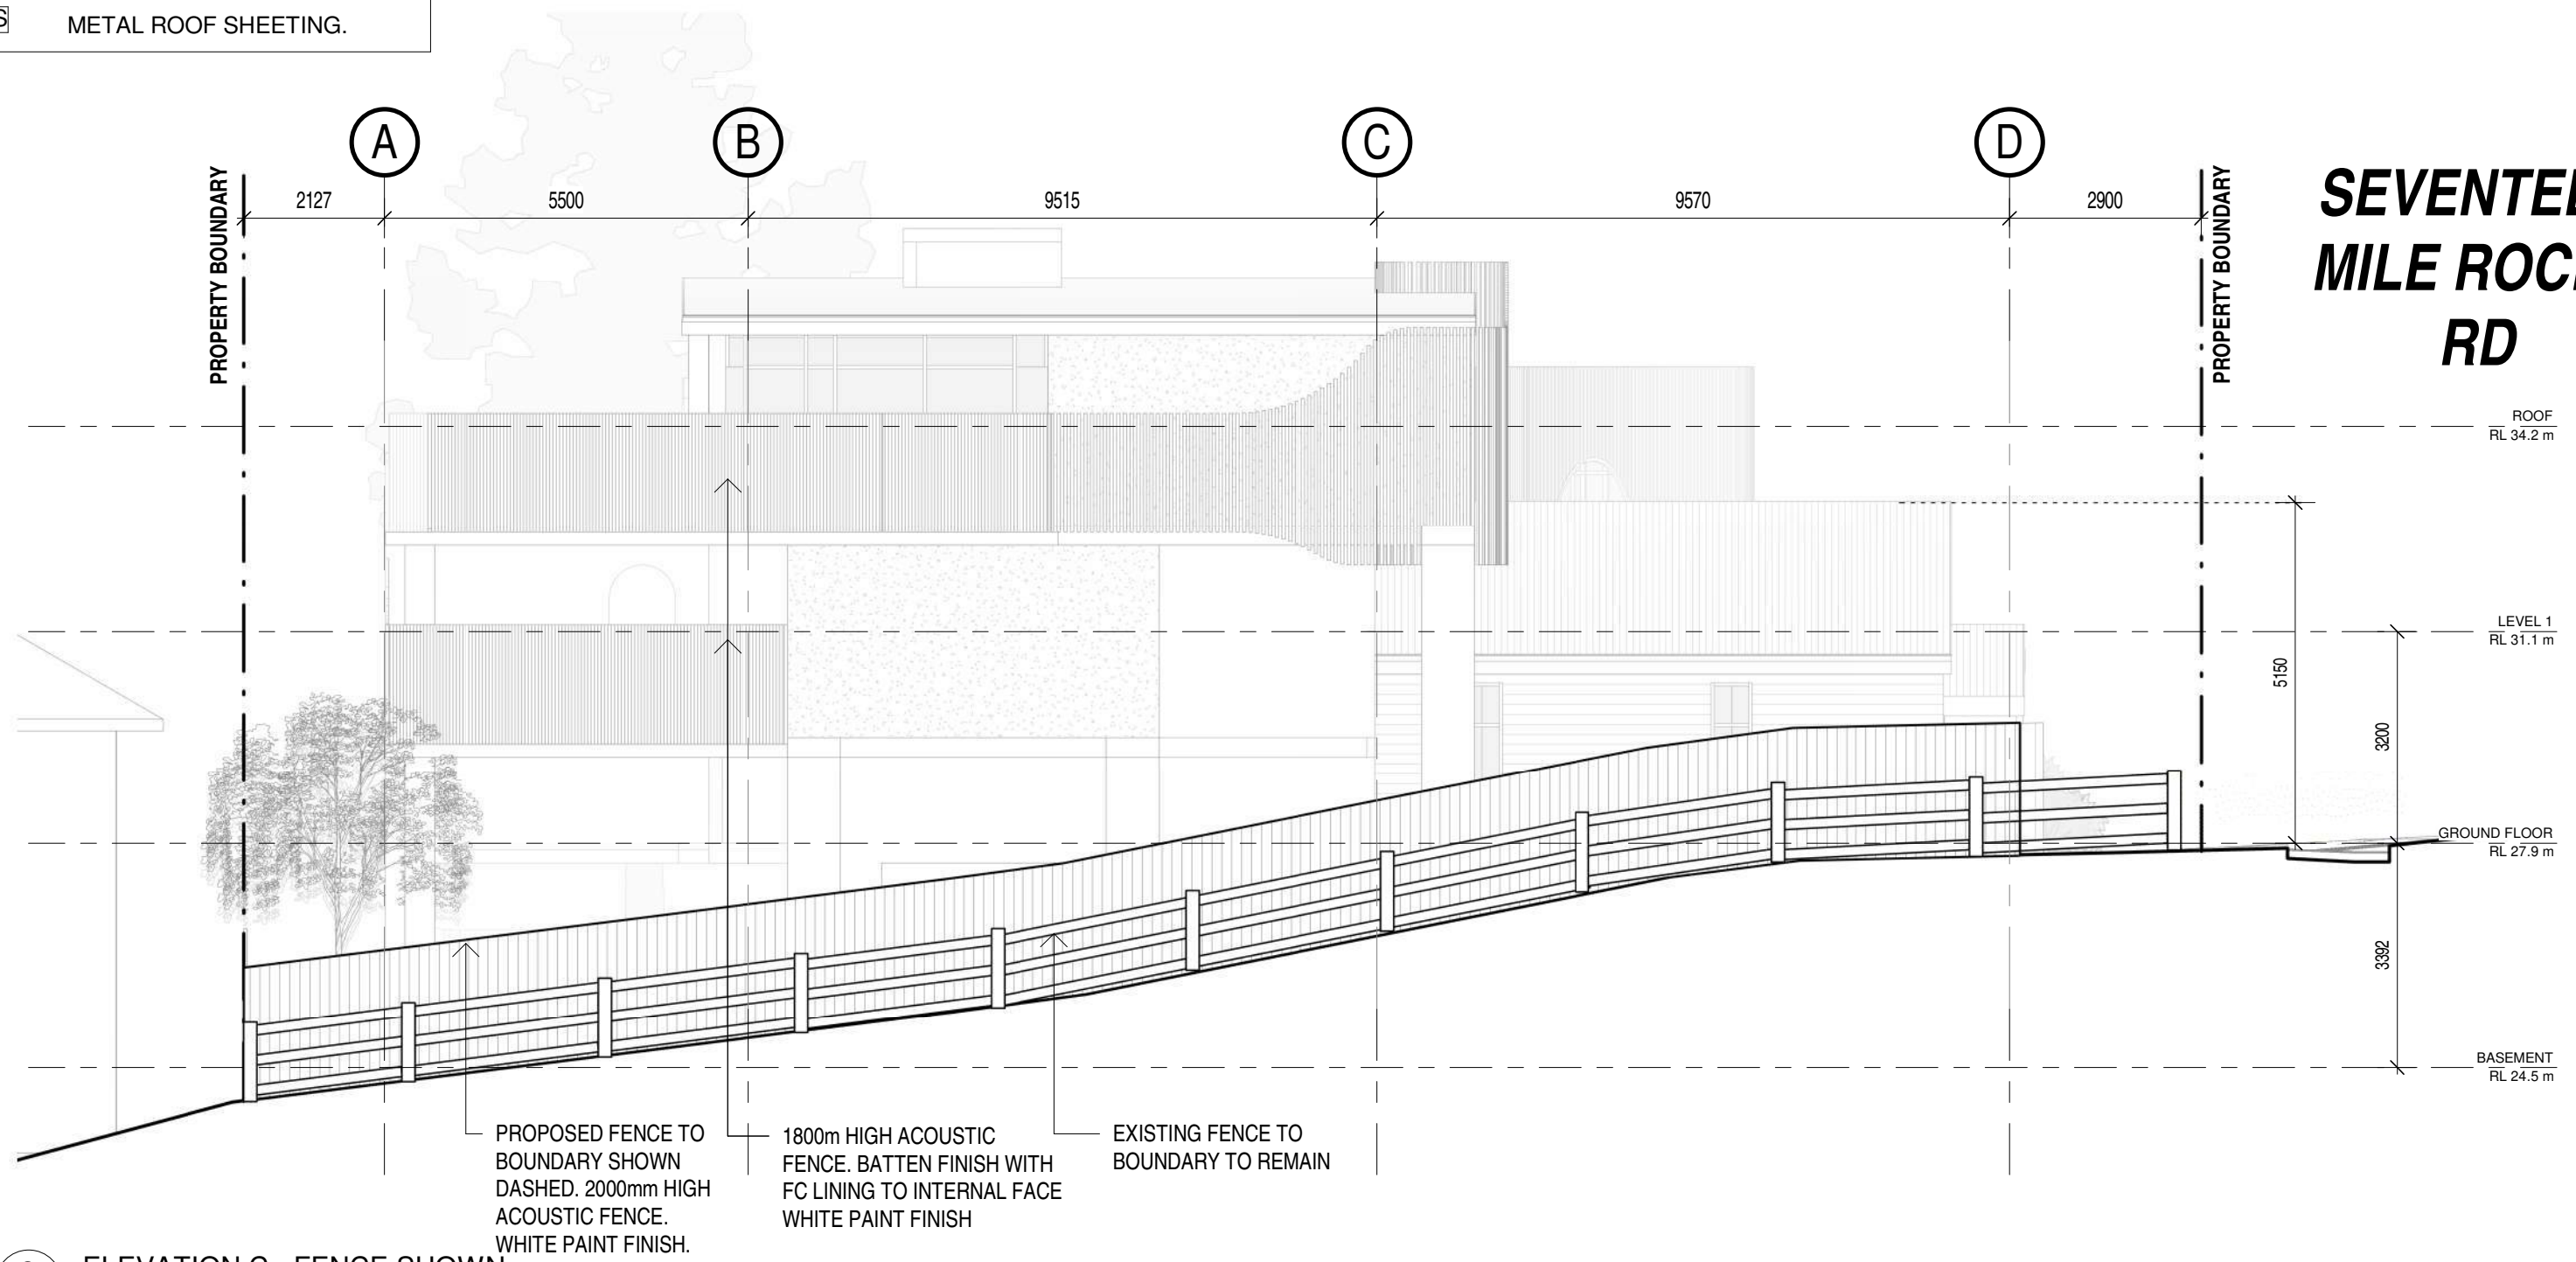 METAL ROOF SHEETING.
A
B
C
D
PROPERTY BOUNDARY
2127
5500
9515
9570
2900
PROPERTY BOUNDARY
MILE
RD
ROOF
RL 34.2 m
LEVEL 1
RL 31.1 m
5150
3200
GROUND FLOOR
RL 27.9 m
3392
BASEMENT
RL 24.5 m
PROPOSED FENCE TO
BOUNDARY SHOWN
DASHED. 2000mm HIGH
ACOUSTIC FENCE.
WHITE PAINT FINISH.
1800m HIGH ACOUSTIC
FENCE. BATTEN FINISH WITH
FC LINING TO INTERNAL FACE
WHITE PAINT FINISH
EXISTING FENCE TO
BOUNDARY TO REMAIN